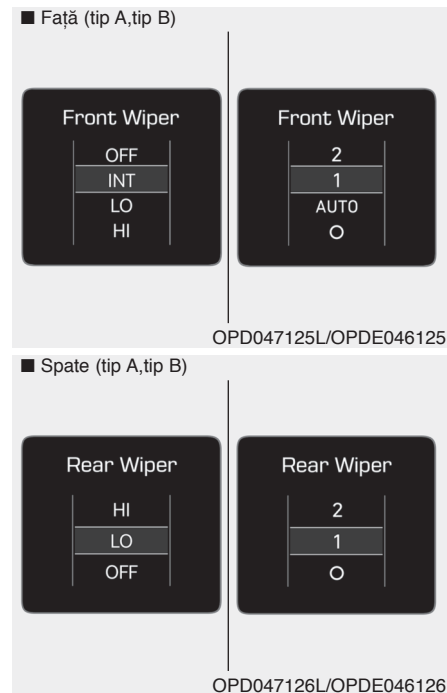 ■ Față (tip A,tip B)
Front Wiper
OFF
INT
LO
HI
Front Wiper
2
1
AUTO
O
OPD047125L/OPDE046125
■ Spate (tip A,tip B)
Rear Wiper
HI
LO
OFF
Rear Wiper
2
1
O
OPD047126L/OPDE046126